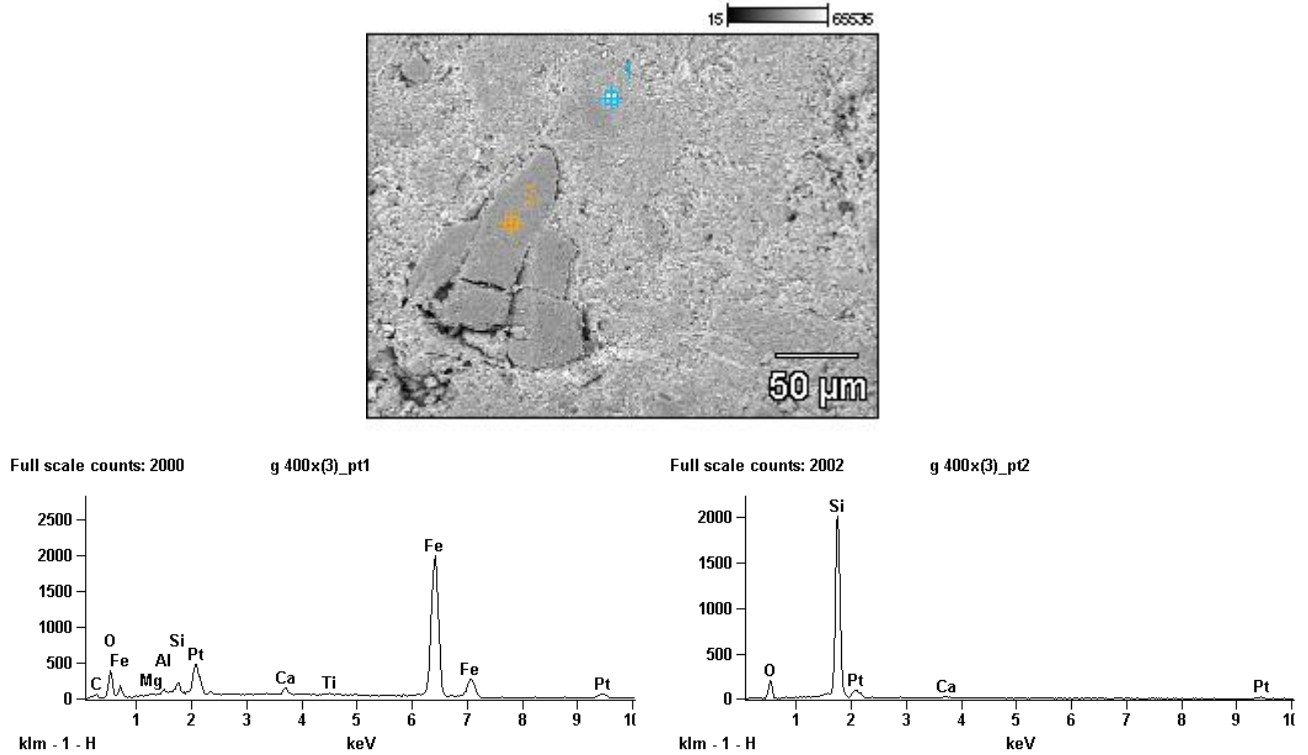 15 65535
1
50 µm
Full scale counts: 2000 g 400x(3)_pt1
2500
2000
1500
1000
500
0
C
O
Fe
Mg
Al
Si
Pt
Ca
Ti
Fe
Fe
Pt
1 2 3 4 5 6 7 8 9
klm - 1 - H keV
Full scale counts: 2002 g 400x(3)_pt2
2000
1500
1000
500
0
O
Si
Pt
Ca
Pt
1 2 3 4 5 6 7 8 9
klm - 1 - H keV